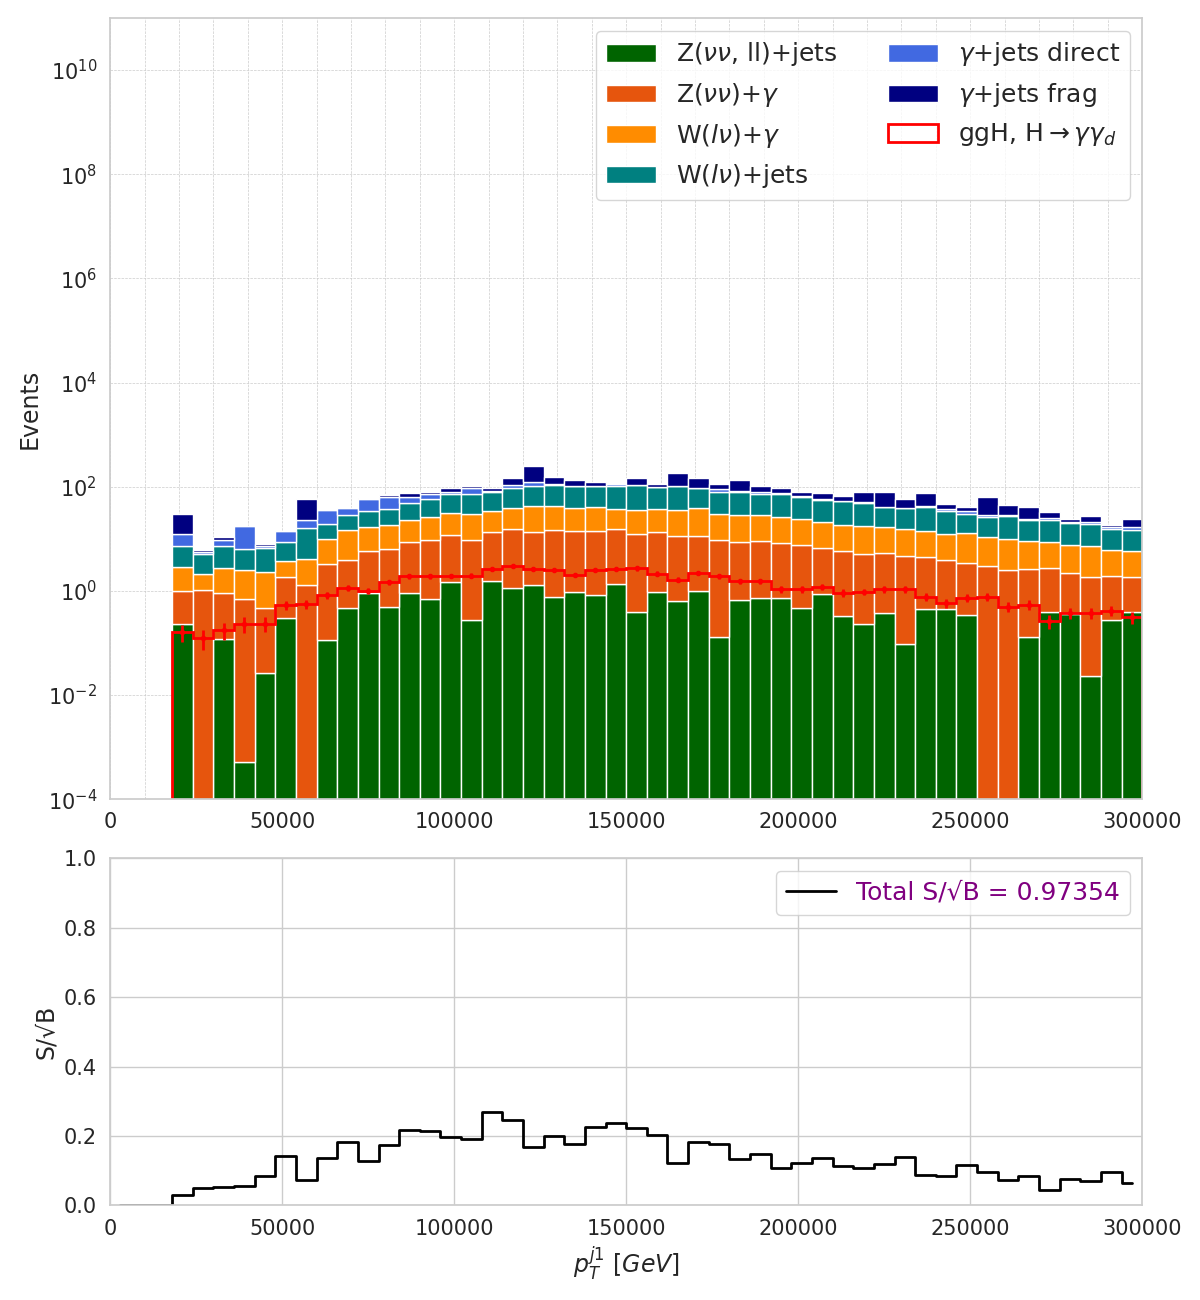 Z(νν, ll)+jets
Z(νν)+γ
W(lν)+γ
W(lν)+jets
γ+jets direct
γ+jets frag
ggH, H→γγ_d
Events
10^10
10^8
10^6
10^4
10^2
10^0
10^−2
10^−4
0 50000 100000 150000 200000 250000 300000
Total S/√B = 0.97354
S/√B
1.0
0.8
0.6
0.4
0.2
0.0
0 50000 100000 150000 200000 250000 300000
p_T^{j1} [GeV]